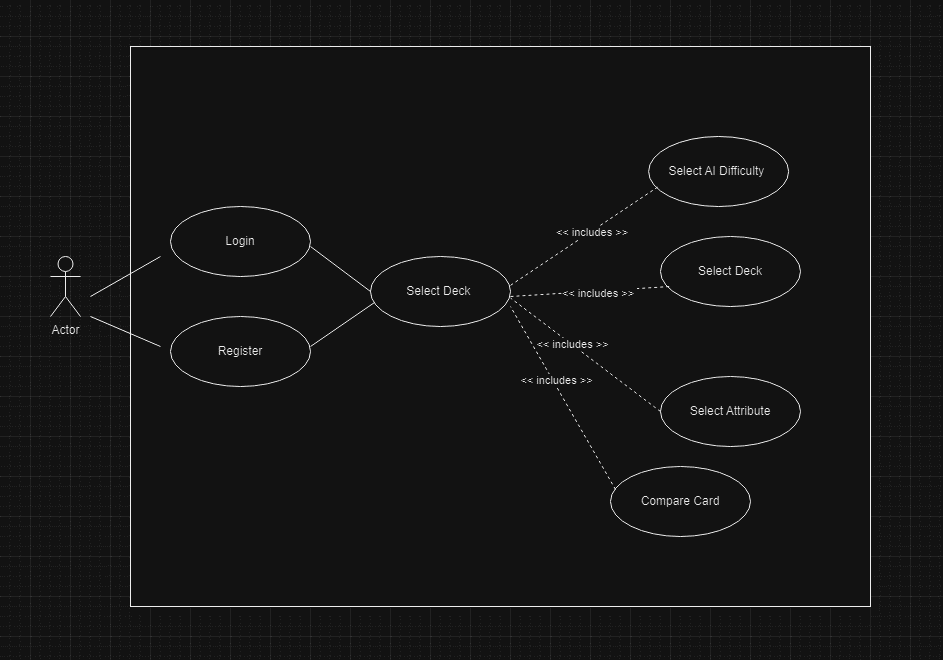 Select AI Difficulty
<< includes >>
Login
Select Deck
Select Deck
<< includes >>
Actor
Register
<< includes >>
<< includes >>
Select Attribute
Compare Card